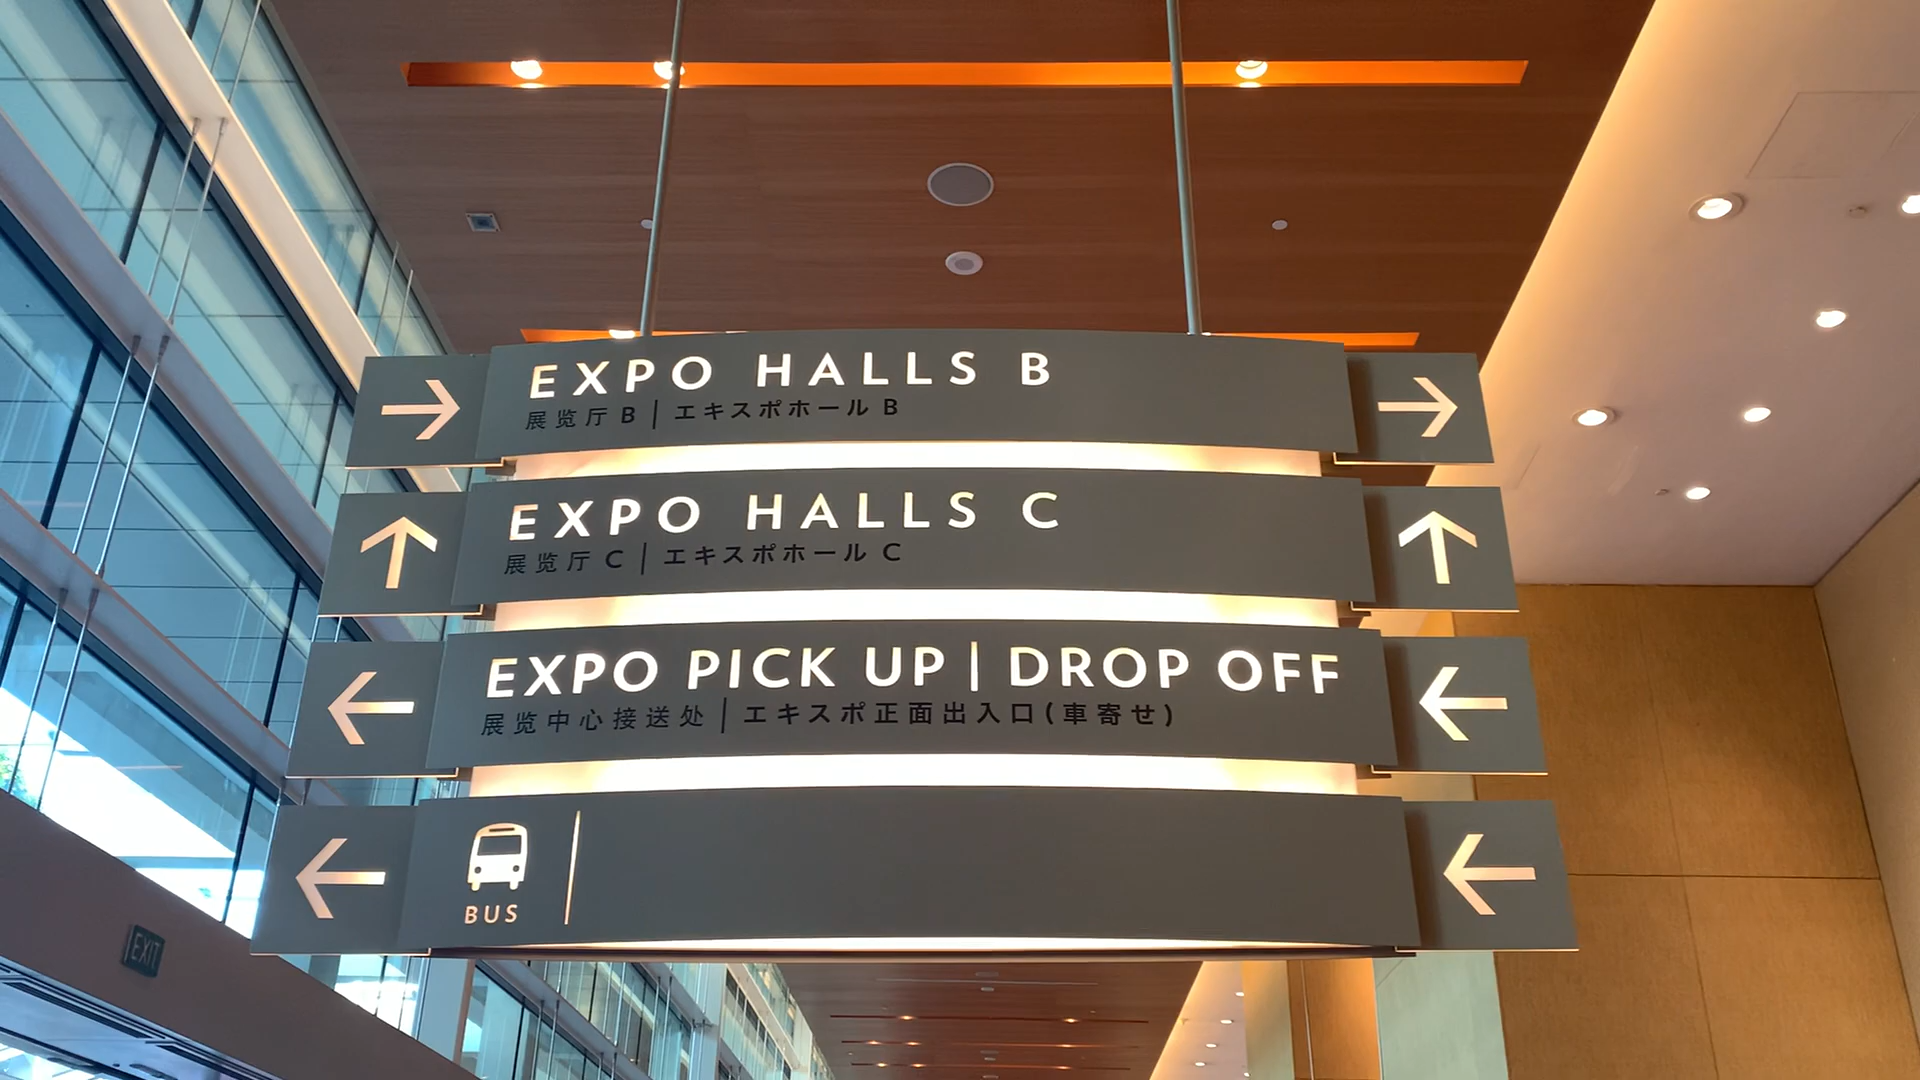 EXPO HALLS B
展览厅 B | エキスポホール B
EXPO HALLS C
展览厅 C | エキスポホール C
EXPO PICK UP | DROP OFF
展览中心接送处 | エキスポ正面出入口(車寄せ)
BUS
EXIT